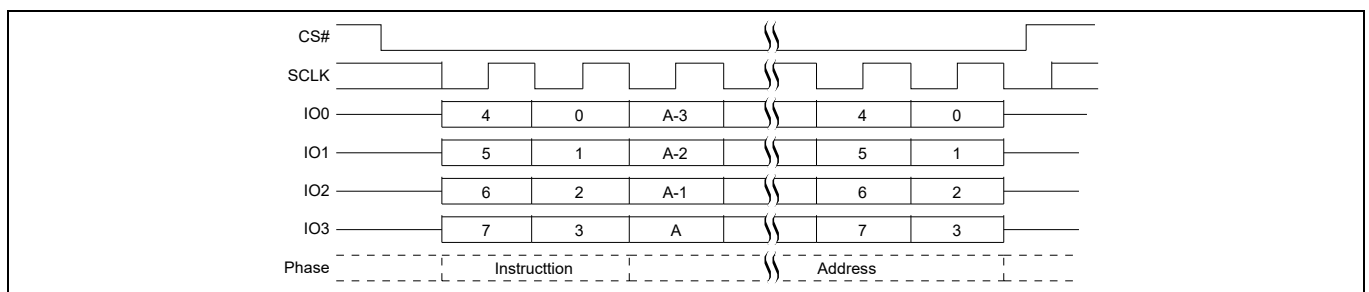 CS#
SCLK
IO0 4 0 A-3 4 0
IO1 5 1 A-2 5 1
IO2 6 2 A-1 6 2
IO3 7 3 A 7 3
Phase Instructtion Address